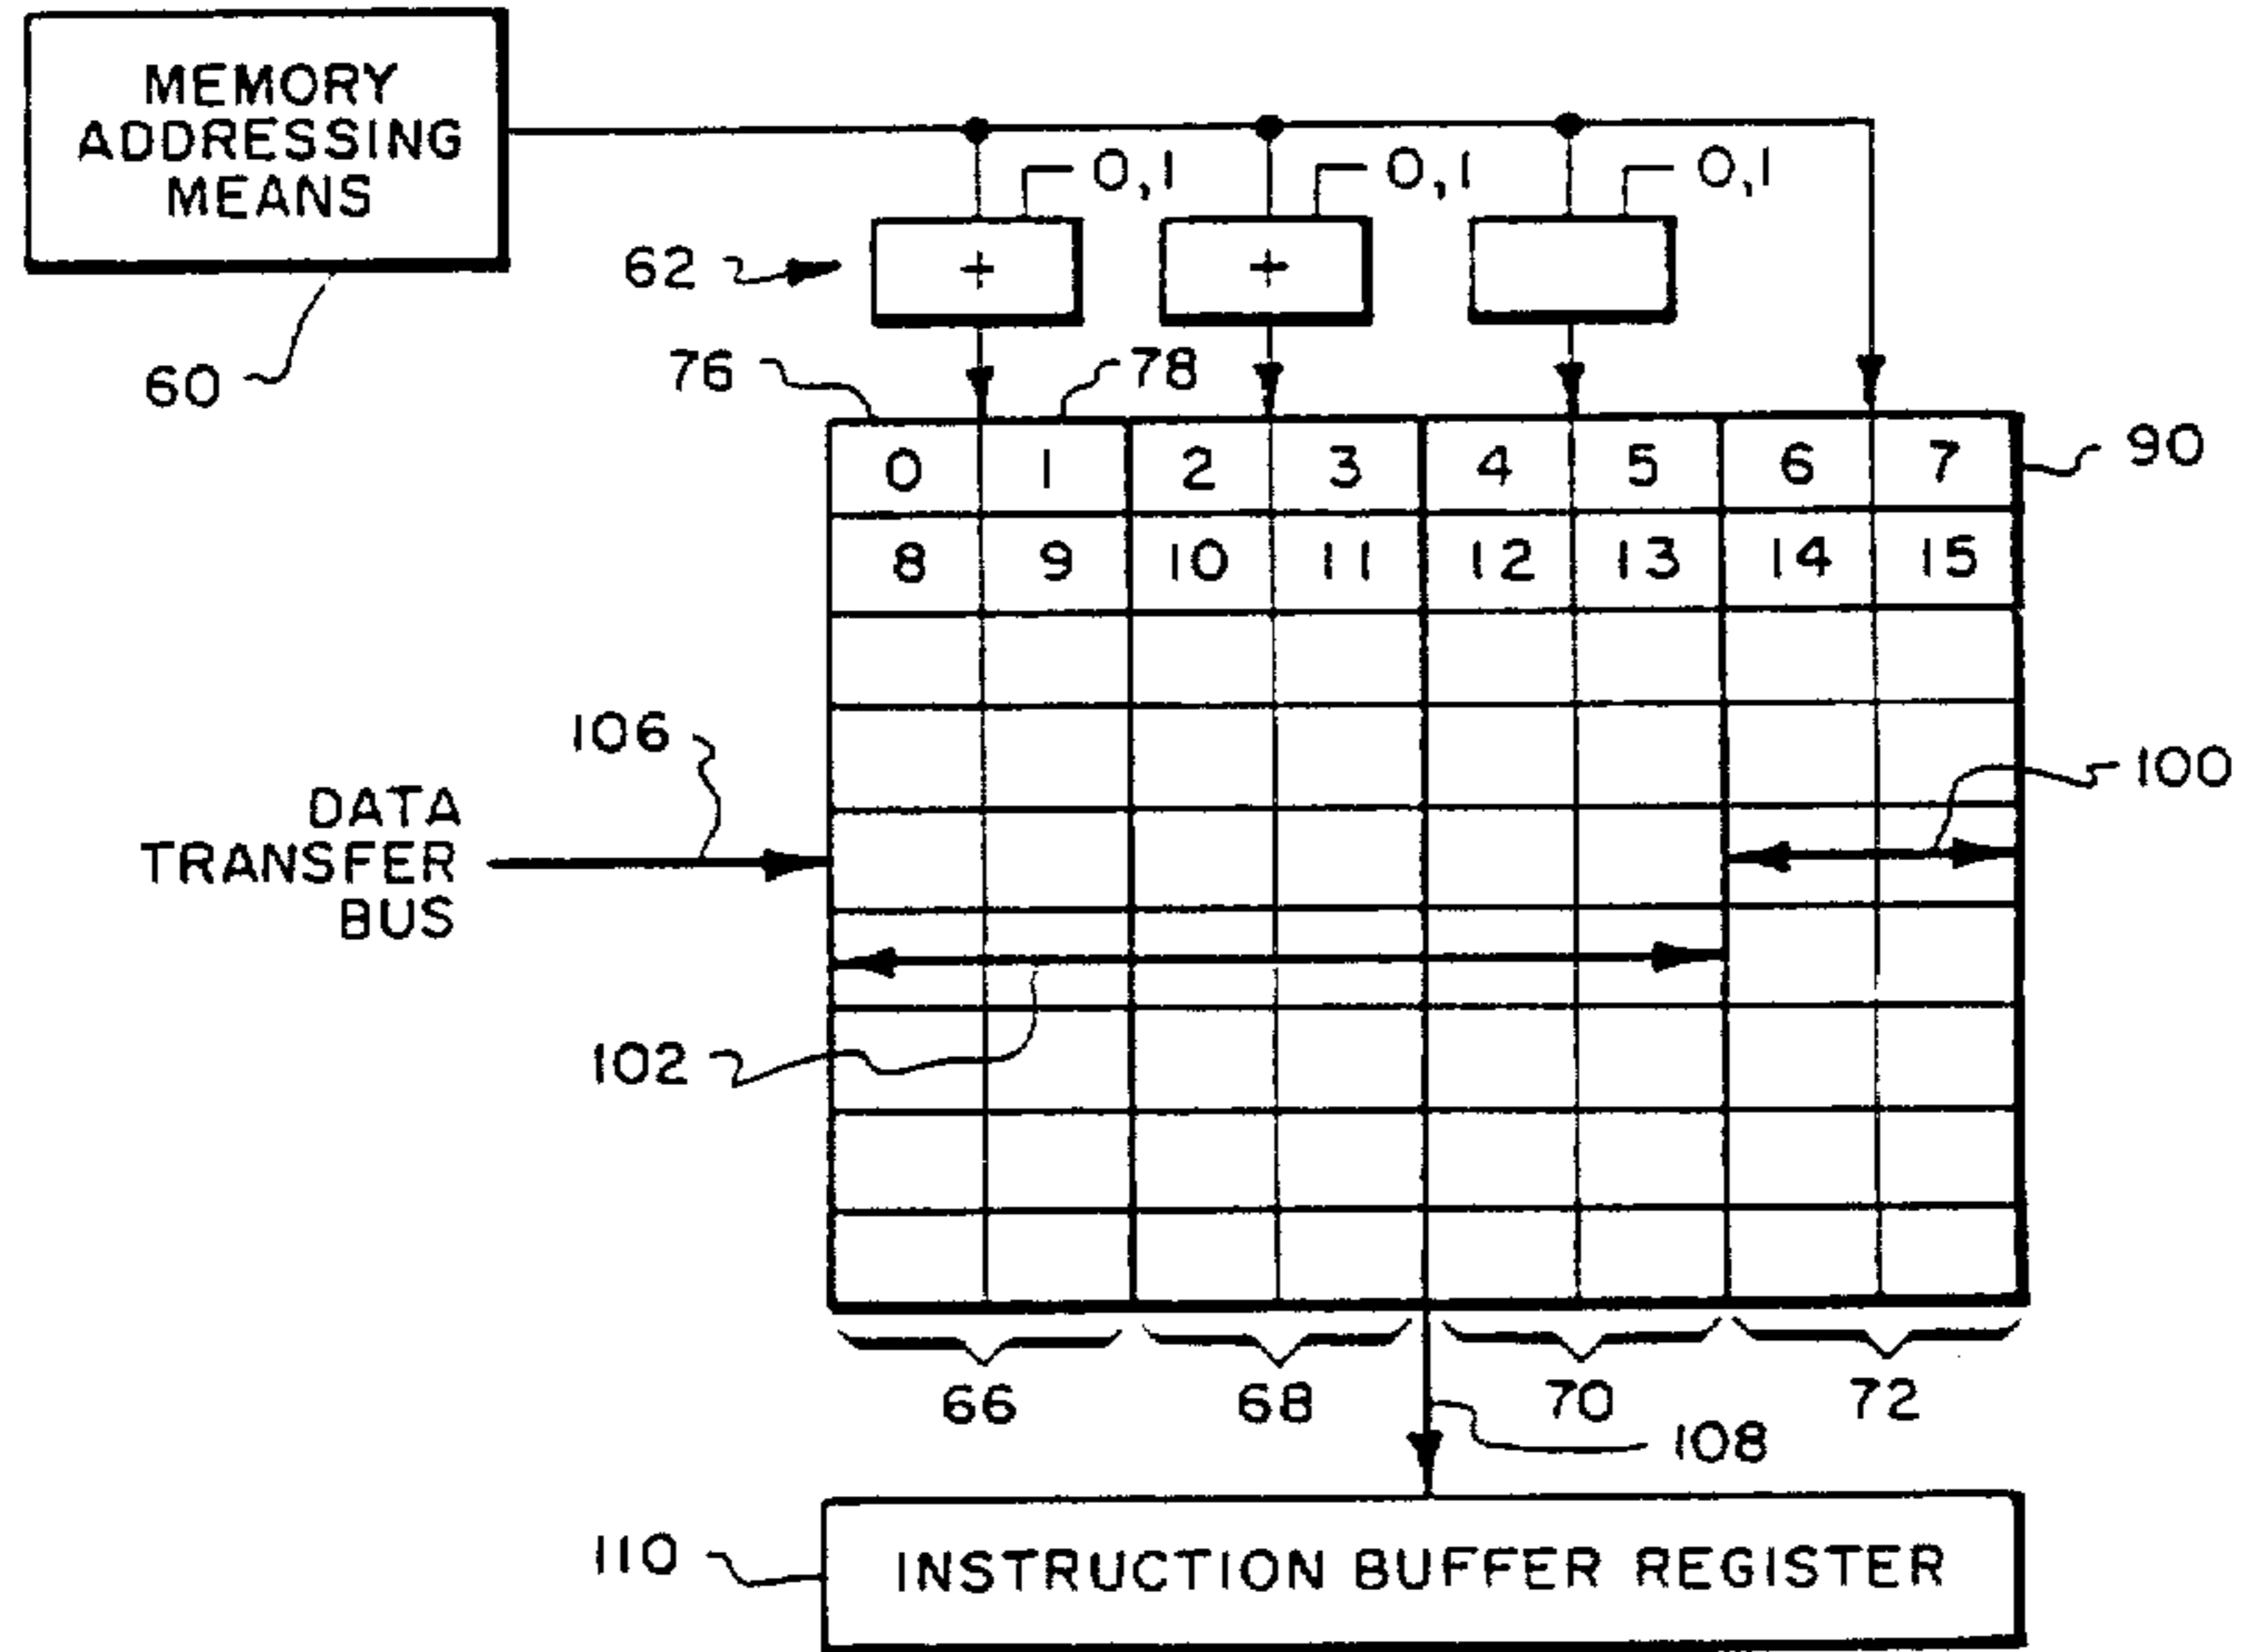 MEMORY
ADDRESSING
MEANS
60
0,1
0,1
0,1
62
+
+
76
78
90
0 1 2 3 4 5 6 7
8 9 10 11 12 13 14 15
106
100
DATA
TRANSFER
BUS
102
66 68 70 72
108
110
INSTRUCTION BUFFER REGISTER